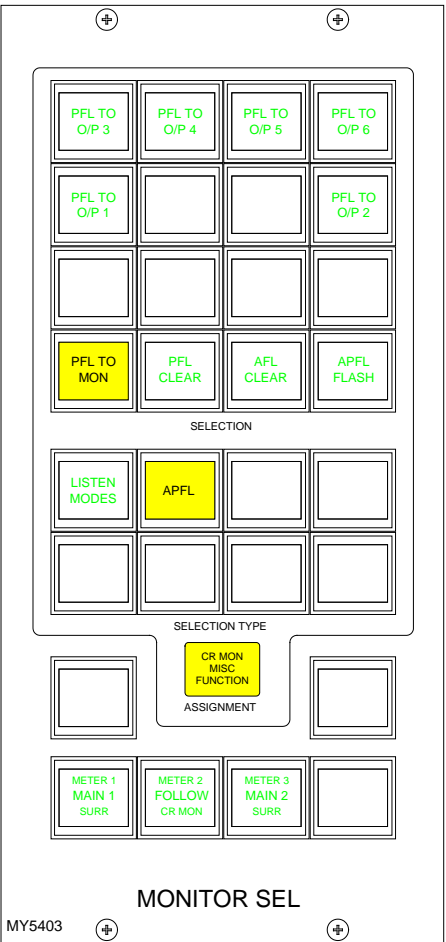 PFL TO
O/P 3
PFL TO
O/P 4
PFL TO
O/P 5
PFL TO
O/P 6
PFL TO
O/P 1
PFL TO
O/P 2
PFL TO
MON
PFL
CLEAR
AFL
CLEAR
APFL
FLASH
SELECTION
LISTEN
MODES
APFL
SELECTION TYPE
CR MON
MISC
FUNCTION
ASSIGNMENT
METER 1
MAIN 1
SURR
METER 2
FOLLOW
CR MON
METER 3
MAIN 2
SURR
MONITOR SEL
MY5403